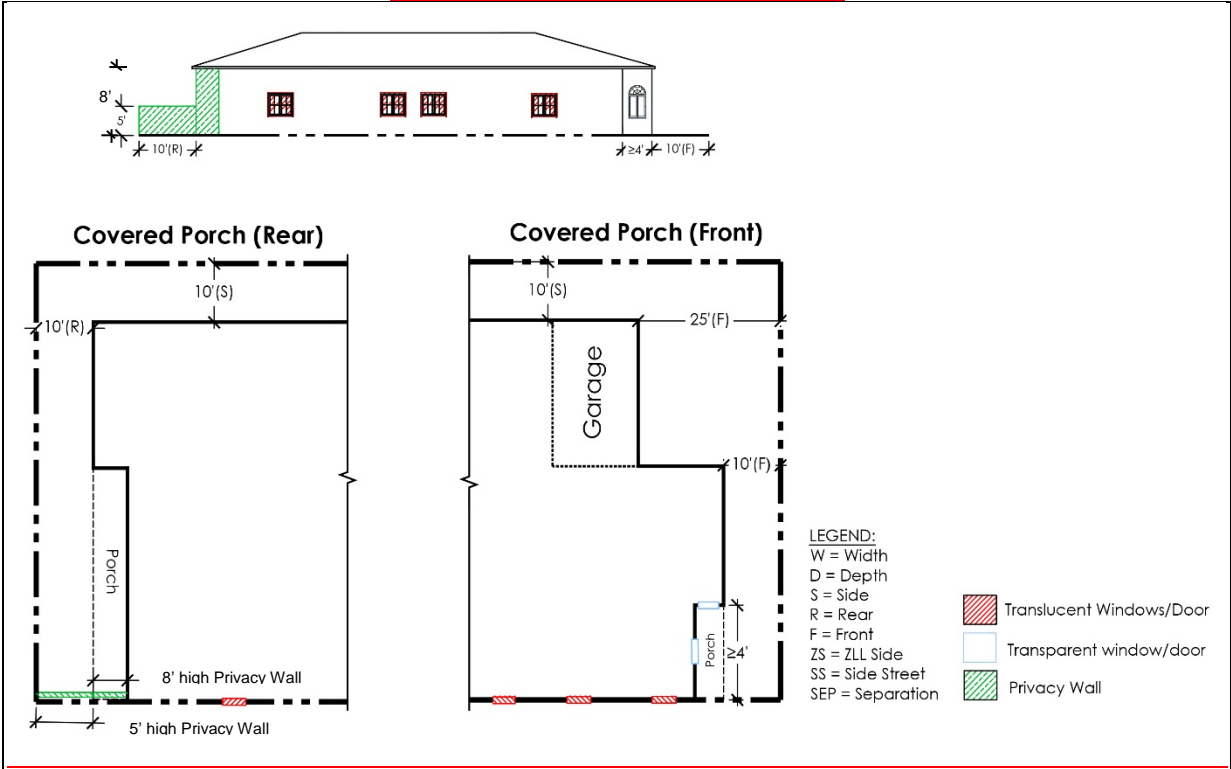 8'
5'
10'(R)
≥4'
10'(F)
Covered Porch (Rear)
Covered Porch (Front)
10'(S)
10'(R)
Porch
8' high Privacy Wall
5' high Privacy Wall
10'(S)
25'(F)
Garage
10'(F)
Porch
≥4'
LEGEND:
W = Width
D = Depth
S = Side
R = Rear
F = Front
ZS = ZLL Side
SS = Side Street
SEP = Separation
Translucent Windows/Door
Transparent window/door
Privacy Wall